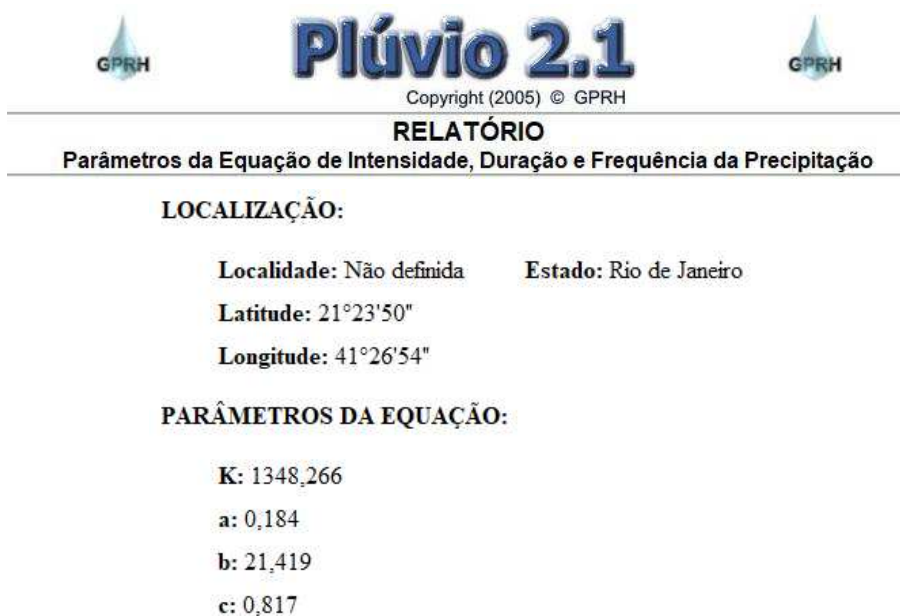 GPRH
Plúvio 2.1
GPRH
Copyright (2005) © GPRH
RELATÓRIO
Parâmetros da Equação de Intensidade, Duração e Frequência da Precipitação
LOCALIZAÇÃO:
Localidade: Não definida Estado: Rio de Janeiro
Latitude: 21°23'50"
Longitude: 41°26'54"
PARÂMETROS DA EQUAÇÃO:
K: 1348,266
a: 0,184
b: 21,419
c: 0,817